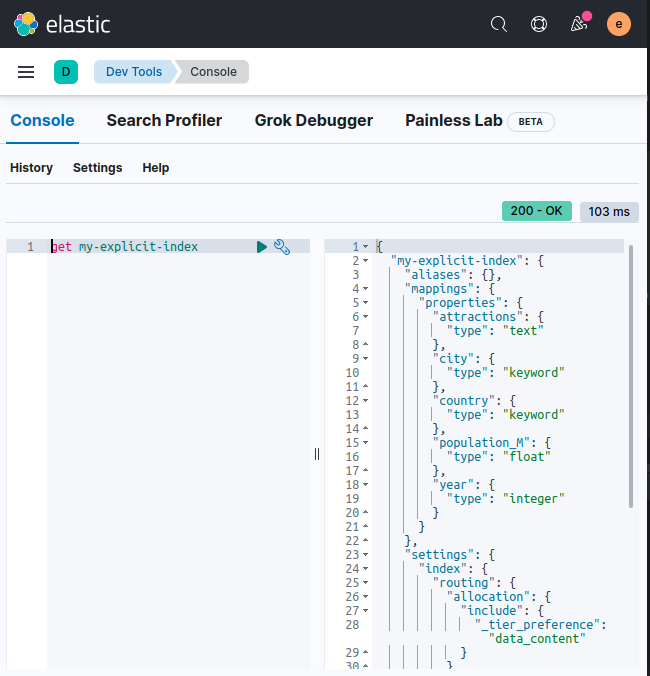 elastic
e
D
Dev Tools
Console
Console
Search Profiler
Grok Debugger
Painless Lab
BETA
History
Settings
Help
200 - OK
103 ms
1 get my-explicit-index
1 {
2 "my-explicit-index": {
3 "aliases": {},
4 "mappings": {
5 "properties": {
6 "attractions": {
7 "type": "text"
8 },
9 "city": {
10 "type": "keyword"
11 },
12 "country": {
13 "type": "keyword"
14 },
15 "population_M": {
16 "type": "float"
17 },
18 "year": {
19 "type": "integer"
20 }
21 }
22 },
23 "settings": {
24 "index": {
25 "routing": {
26 "allocation": {
27 "include": {
28 "_tier_preference":
"data_content"
29 }
30 }